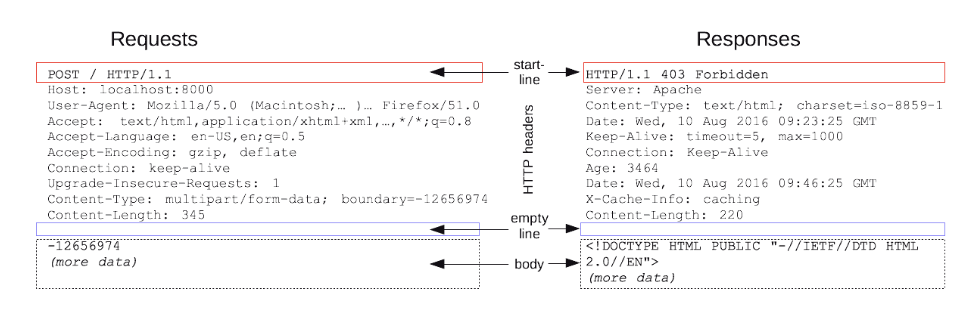 Requests
POST / HTTP/1.1
Host: localhost:8000
User-Agent: Mozilla/5.0 (Macintosh;… )… Firefox/51.0
Accept: text/html,application/xhtml+xml,…,*/*;q=0.8
Accept-Language: en-US,en;q=0.5
Accept-Encoding: gzip, deflate
Connection: keep-alive
Upgrade-Insecure-Requests: 1
Content-Type: multipart/form-data; boundary=-12656974
Content-Length: 345
-12656974
(more data)
start-
line
HTTP headers
empty
line
body
Responses
HTTP/1.1 403 Forbidden
Server: Apache
Content-Type: text/html; charset=iso-8859-1
Date: Wed, 10 Aug 2016 09:23:25 GMT
Keep-Alive: timeout=5, max=1000
Connection: Keep-Alive
Age: 3464
Date: Wed, 10 Aug 2016 09:46:25 GMT
X-Cache-Info: caching
Content-Length: 220
<!DOCTYPE HTML PUBLIC "-//IETF//DTD HTML
2.0//EN">
(more data)